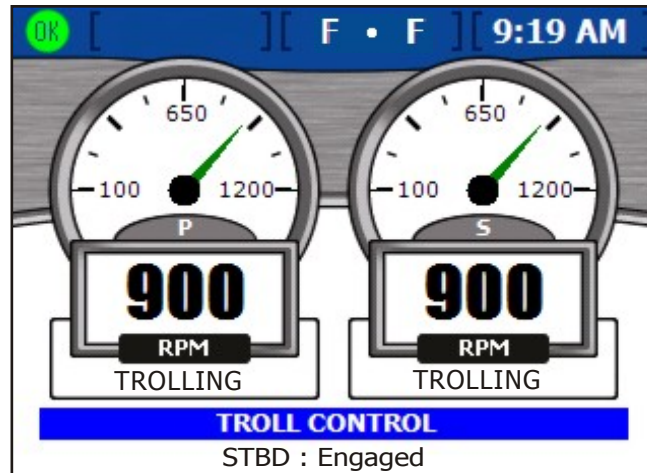 OK [ ][ F • F ][ 9:19 AM ]
650 650
100 1200 100 1200
P S
900 900
RPM RPM
TROLLING TROLLING
TROLL CONTROL
STBD : Engaged